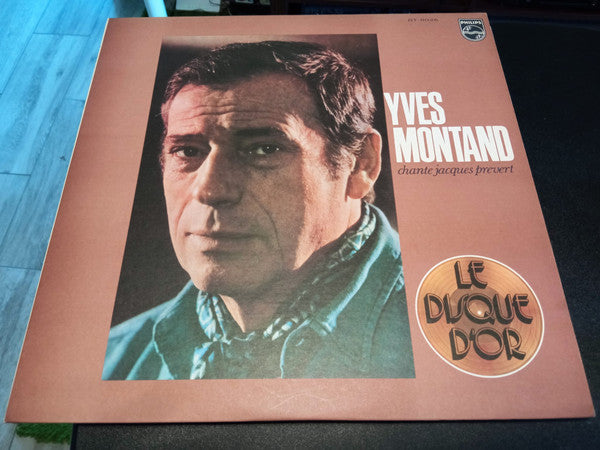 PHILIPS
YVES
MONTAND
chante jacques prevert
LE
DISQUE
D'OR